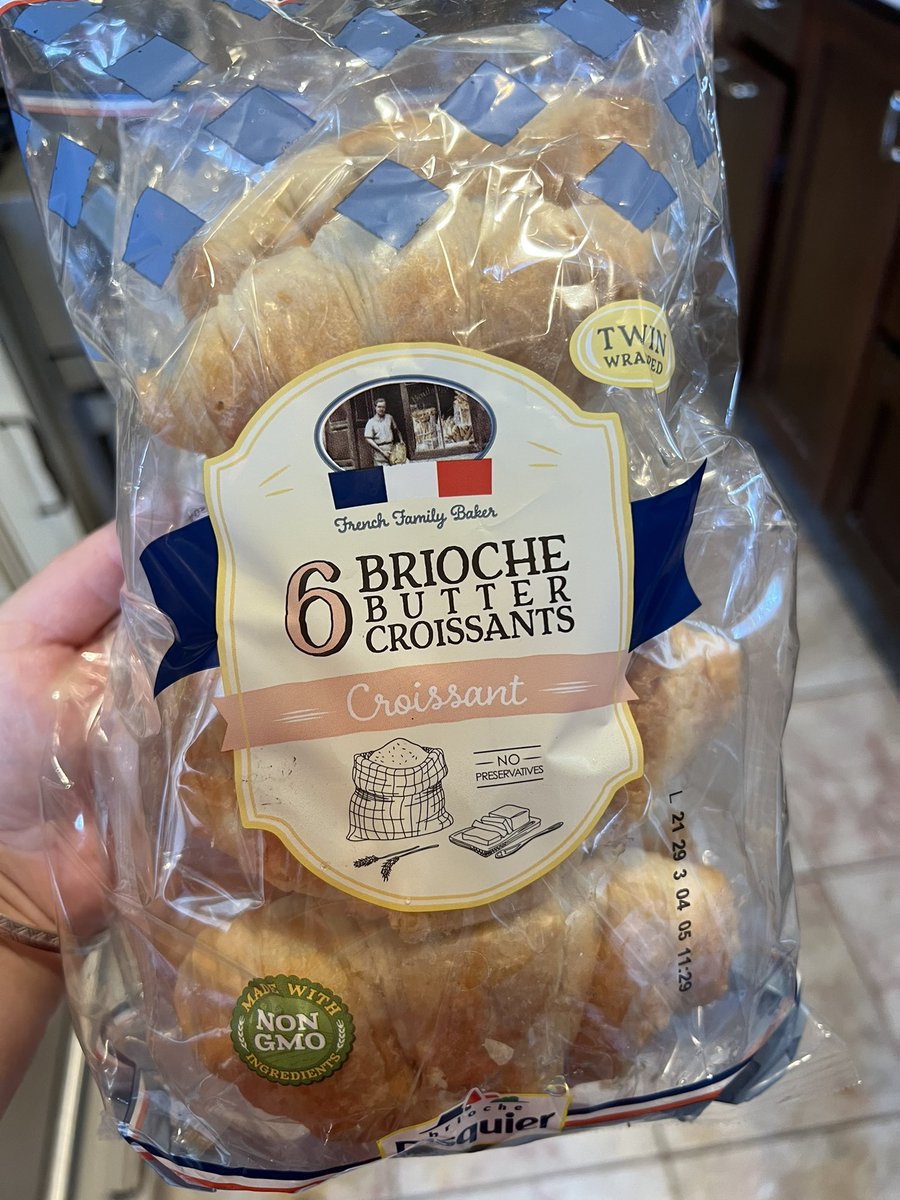 TWIN
WRAPPED
French Family Baker
6 BRIOCHE
BUTTER
CROISSANTS
Croissant
NO
PRESERVATIVES
L 21 29 3 04 05 11:29
MADE WITH
NON
GMO
INGREDIENTS
brioche
Pasquier